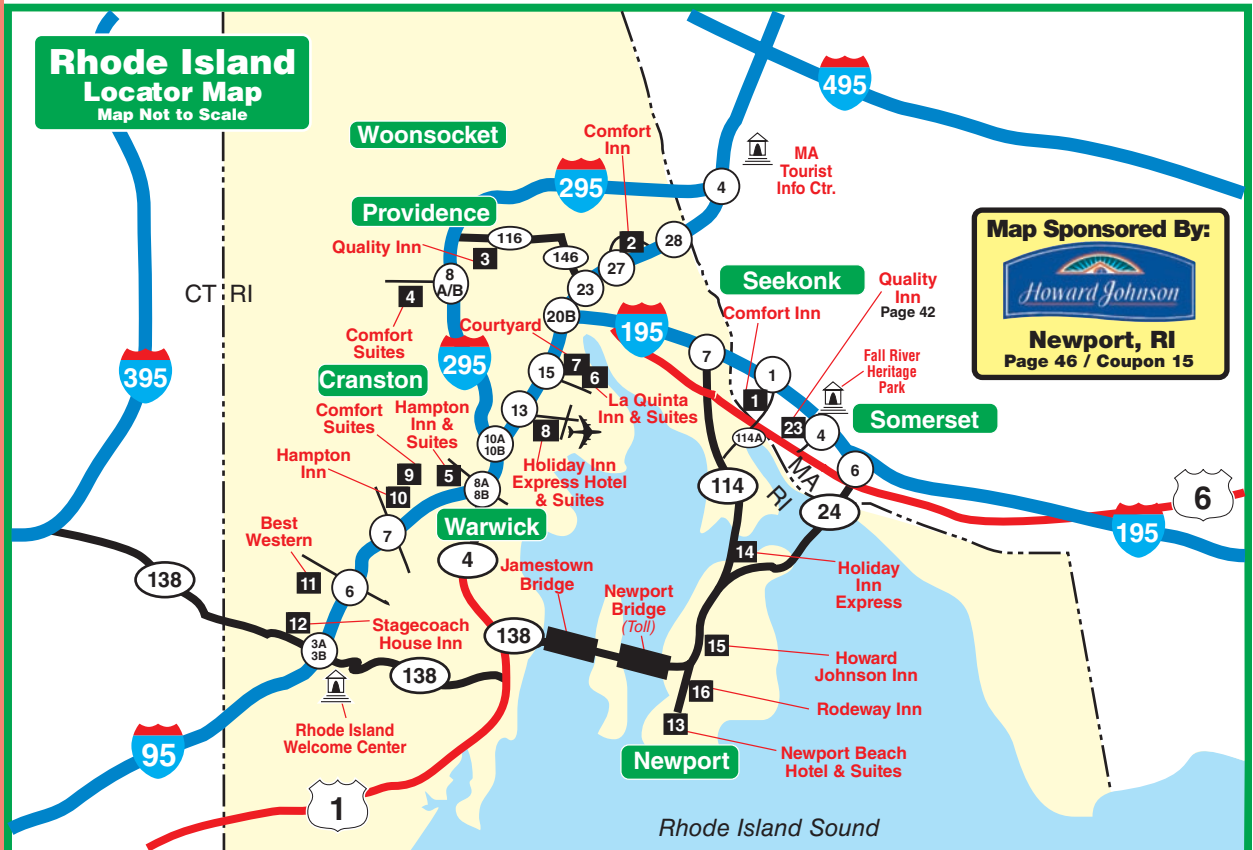 Rhode Island
Locator Map
Map Not to Scale
495
Woonsocket
Comfort
Inn
MA
Tourist
Info Ctr.
295
4
Providence
Quality Inn
116
146
3
2
28
27
23
8
A/B
4
CT
RI
Comfort
Suites
20B
Courtyard
195
Seekonk
Comfort Inn
Quality
Inn
Page 42
Map Sponsored By:
Howard Johnson
Newport, RI
Page 46 / Coupon 15
395
295
Cranston
15
7
6
La Quinta
Inn & Suites
7
1
1
Fall River
Heritage
Park
Somerset
23
4
114A
Comfort
Suites
Hampton
Inn &
Suites
13
8
10A
10B
Holiday Inn
Express Hotel
& Suites
Hampton
Inn
9
10
5
8A
8B
MA
RI
6
114
24
6
195
Best
Western
7
Warwick
4
11
6
138
12
Stagecoach
House Inn
3A
3B
138
Jamestown
Bridge
Newport
Bridge
(Toll)
138
14
Holiday
Inn
Express
15
Howard
Johnson Inn
16
Rodeway Inn
13
Newport Beach
Hotel & Suites
Newport
Rhode Island
Welcome Center
95
1
Rhode Island Sound